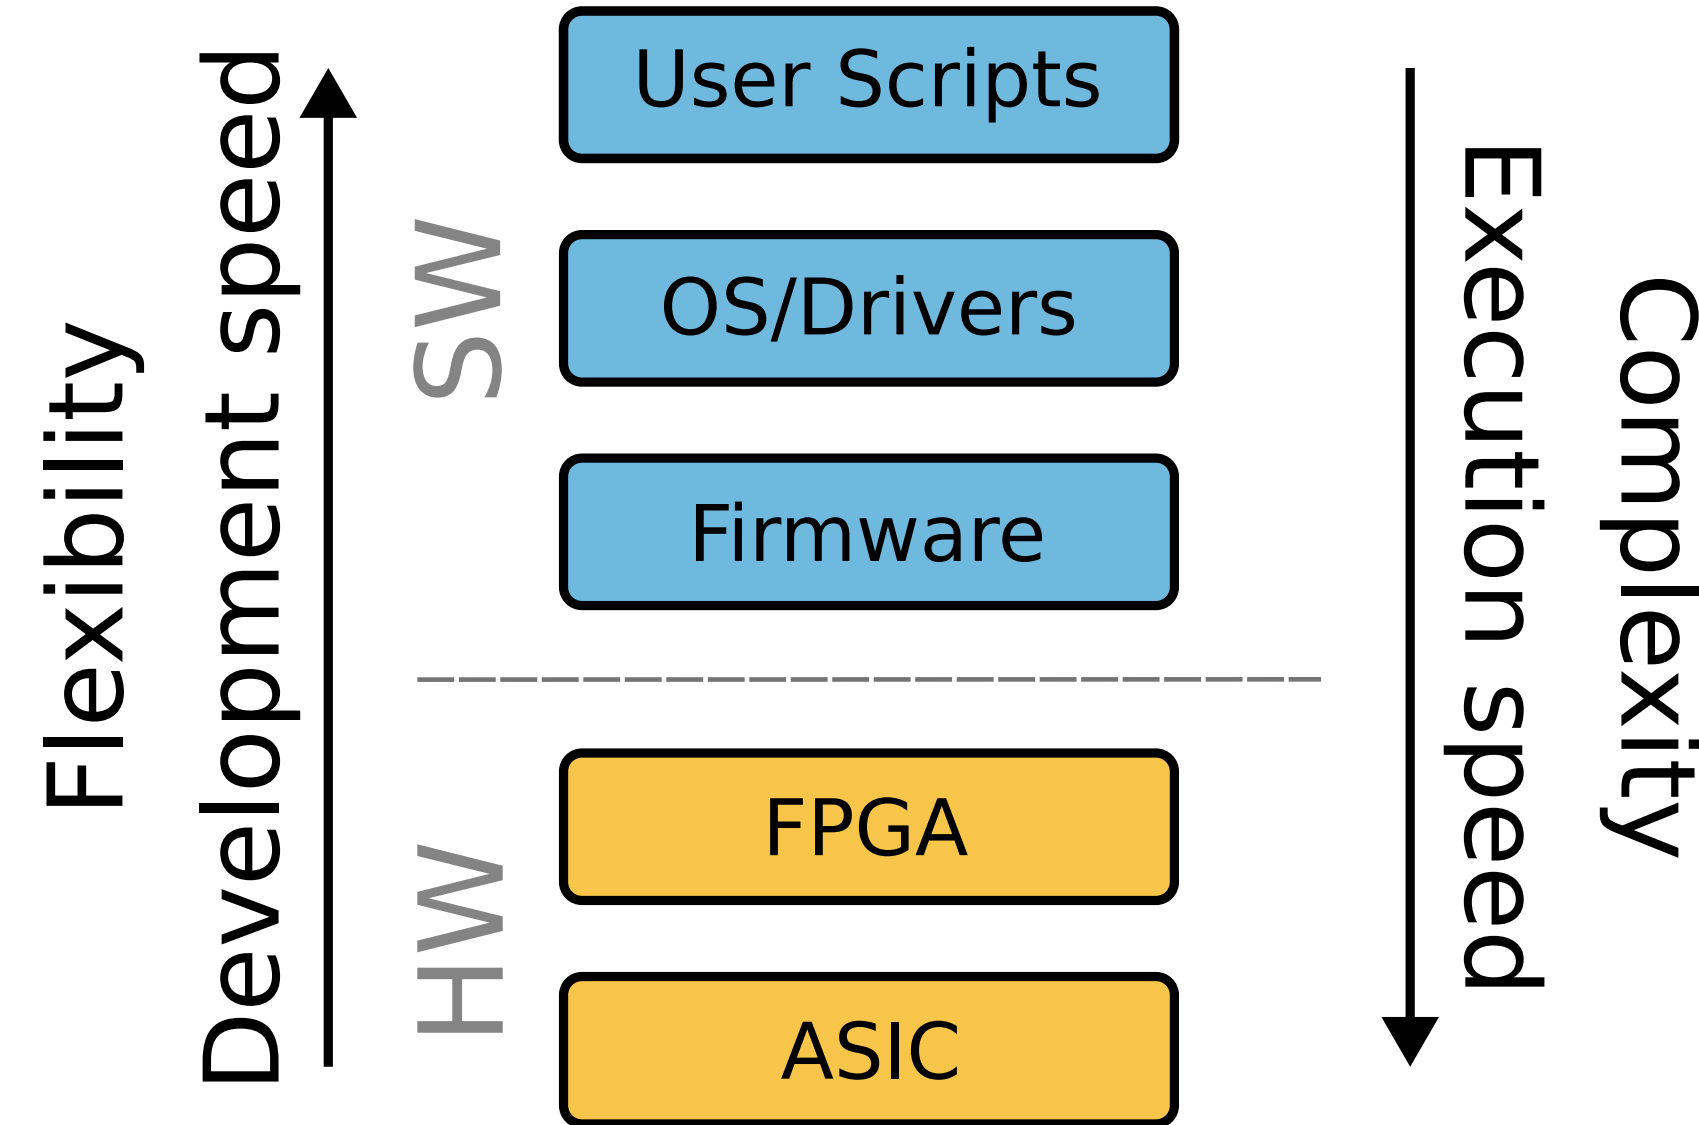 Flexibility
Development speed
SW
HW
User Scripts
OS/Drivers
Firmware
FPGA
ASIC
Execution speed
Complexity